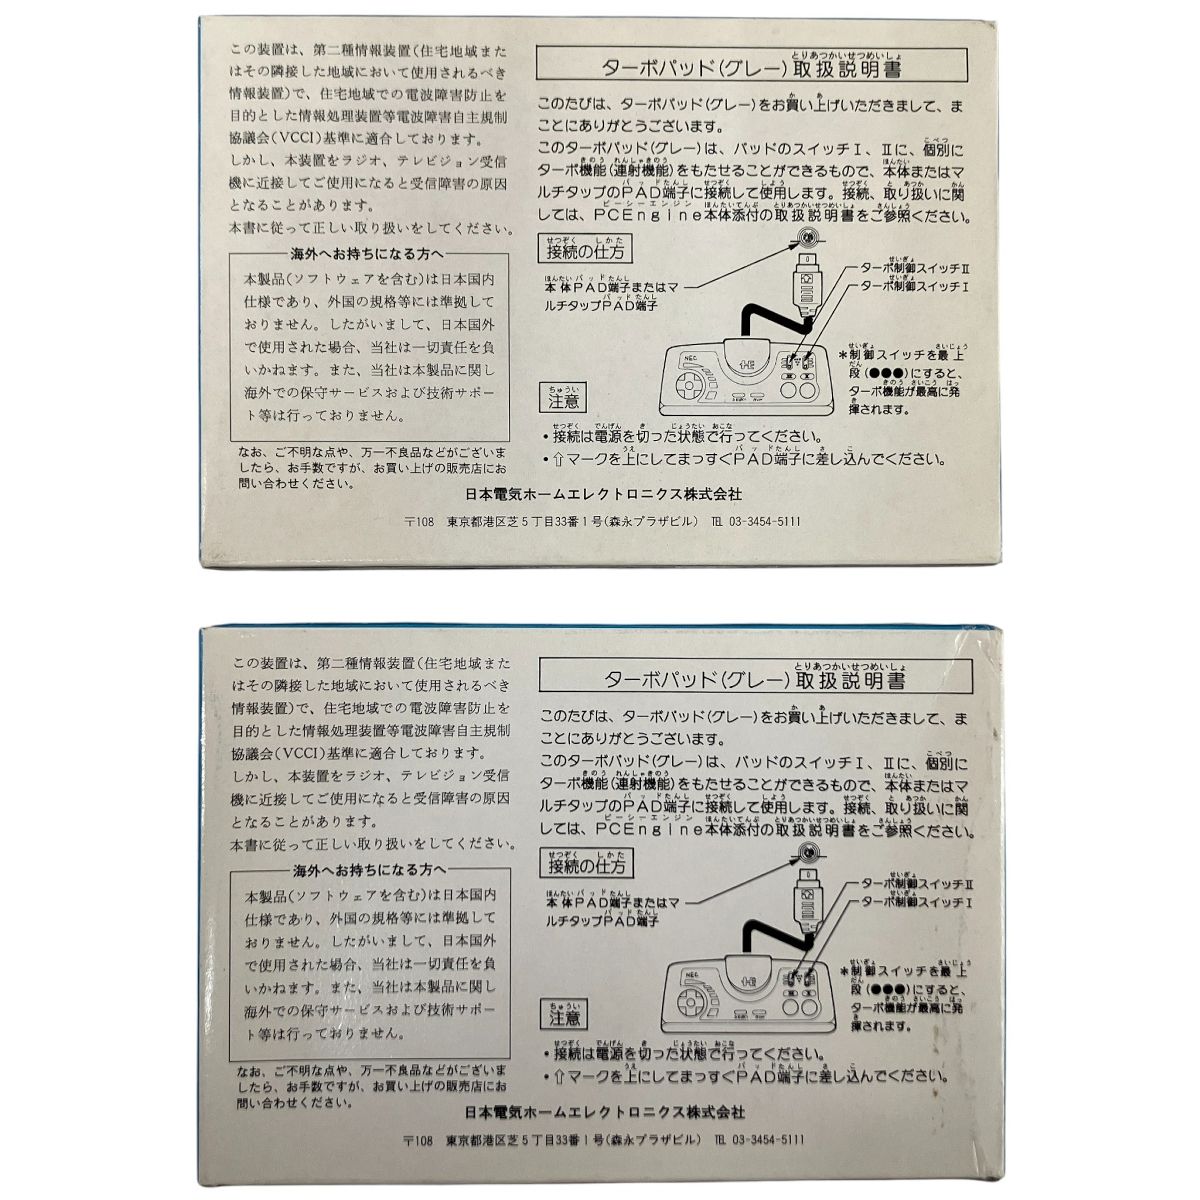 この装置は、第二種情報装置(住宅地域また
はその隣接した地域において使用されるべき
情報装置)で、住宅地域での電波障害防止を
目的とした情報処理装置等電波障害自主規制
協議会(VCCI)基準に適合しております。
しかし、本装置をラジオ、テレビジョン受信
機に近接してご使用になると受信障害の原因
となることがあります。
本書に従って正しい取り扱いをしてください。
海外へお持ちになる方へ
本製品(ソフトウェアを含む)は日本国内
仕様であり、外国の規格等には準拠して
おりません。したがいまして、日本国外
で使用された場合、当社は一切責任を負
いかねます。また、当社は本製品に関し
海外での保守サービスおよび技術サポー
ト等は行っておりません。
なお、ご不明な点や、万一不良品などがございま
したら、お手数ですが、お買い上げの販売店にお
問い合わせください。
とりあつかいせつめいしょ
ターボパッド(グレー)取扱説明書
このたびは、ターボパッド(グレー)をお買い上げいただきまして、ま
ことにありがとうございます。
このターボパッド(グレー)は、パッドのスイッチI、IIに、個別に
ターボ機能(連射機能)をもたせることができるもので、本体またはマ
ルチタップのPAD端子に接続して使用します。接続、取り扱いに関
しては、PCEngine本体添付の取扱説明書をご参照ください。
せつぞく しかた
接続の仕方
本体PAD端子またはマ
ルチタップPAD端子
ターボ制御スイッチII
ターボ制御スイッチI
NEC
*制御スイッチを最上
段(●●●)にすると、
ターボ機能が最高に発
揮されます。
ちゅうい
注意
・接続は電源を切った状態で行ってください。
・⇧マークを上にしてまっすぐPAD端子に差し込んでください。
日本電気ホームエレクトロニクス株式会社
〒108 東京都港区芝5丁目33番1号(森永プラザビル) TEL 03-3454-5111
この装置は、第二種情報装置(住宅地域また
はその隣接した地域において使用されるべき
情報装置)で、住宅地域での電波障害防止を
目的とした情報処理装置等電波障害自主規制
協議会(VCCI)基準に適合しております。
しかし、本装置をラジオ、テレビジョン受信
機に近接してご使用になると受信障害の原因
となることがあります。
本書に従って正しい取り扱いをしてください。
海外へお持ちになる方へ
本製品(ソフトウェアを含む)は日本国内
仕様であり、外国の規格等には準拠して
おりません。したがいまして、日本国外
で使用された場合、当社は一切責任を負
いかねます。また、当社は本製品に関し
海外での保守サービスおよび技術サポー
ト等は行っておりません。
なお、ご不明な点や、万一不良品などがございま
したら、お手数ですが、お買い上げの販売店にお
問い合わせください。
とりあつかいせつめいしょ
ターボパッド(グレー)取扱説明書
このたびは、ターボパッド(グレー)をお買い上げいただきまして、ま
ことにありがとうございます。
このターボパッド(グレー)は、パッドのスイッチI、IIに、個別に
ターボ機能(連射機能)をもたせることができるもので、本体またはマ
ルチタップのPAD端子に接続して使用します。接続、取り扱いに関
しては、PCEngine本体添付の取扱説明書をご参照ください。
せつぞく しかた
接続の仕方
本体PAD端子またはマ
ルチタップPAD端子
ターボ制御スイッチII
ターボ制御スイッチI
NEC
*制御スイッチを最上
段(●●●)にすると、
ターボ機能が最高に発
揮されます。
ちゅうい
注意
・接続は電源を切った状態で行ってください。
・⇧マークを上にしてまっすぐPAD端子に差し込んでください。
日本電気ホームエレクトロニクス株式会社
〒108 東京都港区芝5丁目33番1号(森永プラザビル) TEL 03-3454-5111